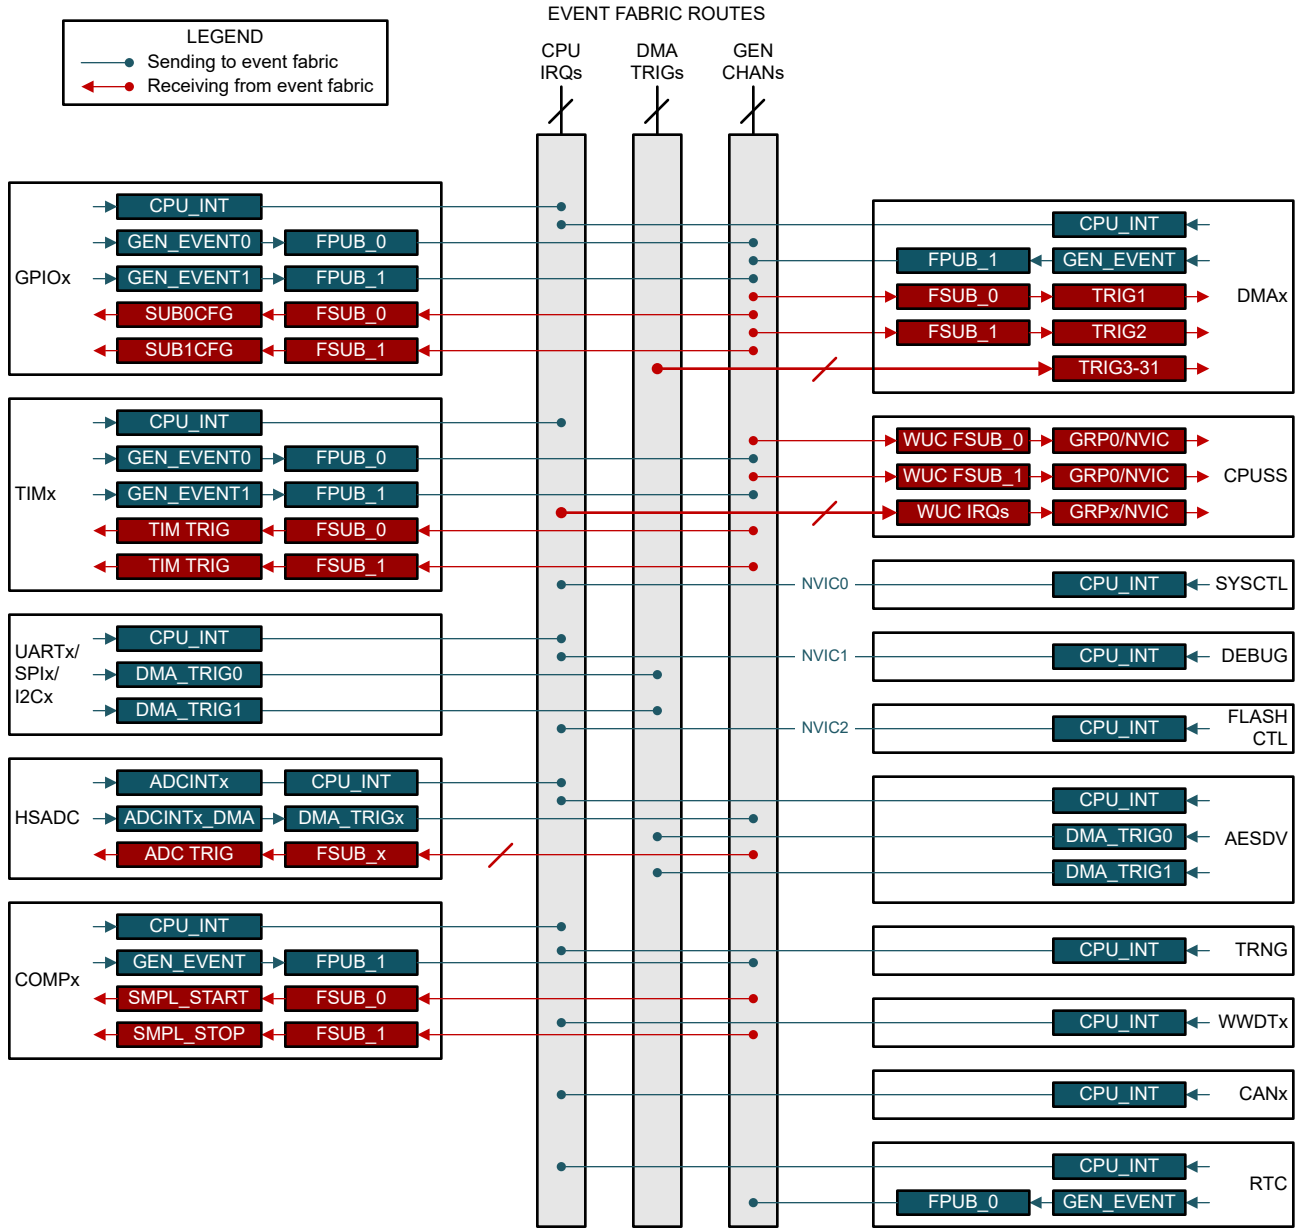 EVENT FABRIC ROUTES
LEGEND
Sending to event fabric
Receiving from event fabric
CPU
IRQs
DMA
TRIGs
GEN
CHANs
GPIOx
CPU_INT
GEN_EVENT0 FPUB_0
GEN_EVENT1 FPUB_1
SUB0CFG FSUB_0
SUB1CFG FSUB_1
TIMx
CPU_INT
GEN_EVENT0 FPUB_0
GEN_EVENT1 FPUB_1
TIM TRIG FSUB_0
TIM TRIG FSUB_1
UARTx/
SPIx/
I2Cx
CPU_INT
DMA_TRIG0
DMA_TRIG1
HSADC
ADCINTx CPU_INT
ADCINTx_DMA DMA_TRIGx
ADC TRIG FSUB_x
COMPx
CPU_INT
GEN_EVENT FPUB_1
SMPL_START FSUB_0
SMPL_STOP FSUB_1
CPU_INT
FPUB_1 GEN_EVENT
FSUB_0 TRIG1
FSUB_1 TRIG2
TRIG3-31
DMAx
WUC FSUB_0 GRP0/NVIC
WUC FSUB_1 GRP0/NVIC
WUC IRQs GRPx/NVIC
CPUSS
NVIC0 CPU_INT SYSCTL
NVIC1 CPU_INT DEBUG
NVIC2 CPU_INT FLASH
CTL
CPU_INT
DMA_TRIG0
DMA_TRIG1
AESDV
CPU_INT TRNG
CPU_INT WWDTx
CPU_INT CANx
CPU_INT
FPUB_0 GEN_EVENT
RTC